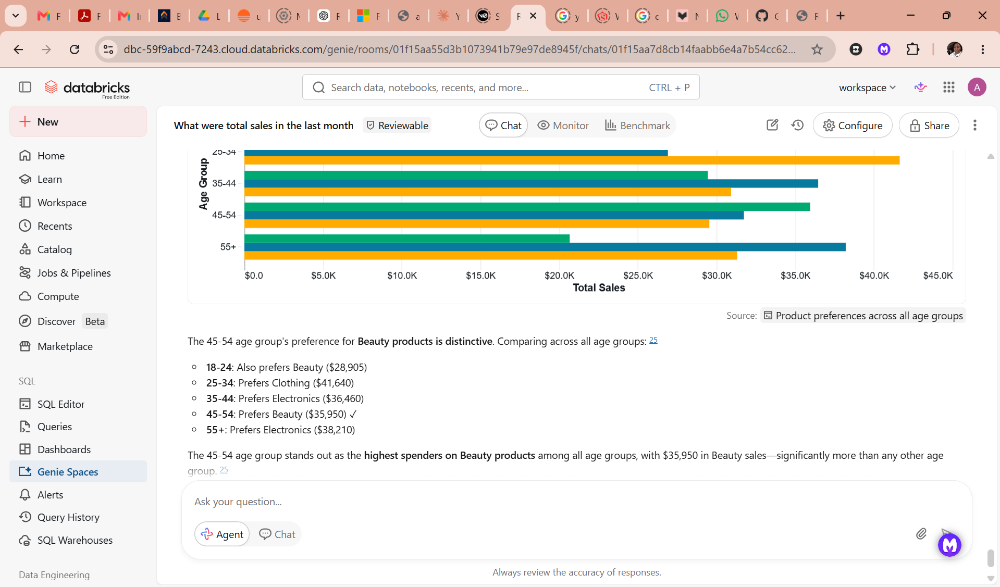 F
F
I
E
L
u
N
R
F
a
Y
S
F
y
V
c
N
V
C
F
dbc-59f9abcd-7243.cloud.databricks.com/genie/rooms/01f15aa55d3b1073941b79e97de8945f/chats/01f15aa7d8cb14faabb6e4a7b54cc62...
databricks
Free Edition
Search data, notebooks, recents, and more...
CTRL + P
workspace
A
New
Home
Learn
Workspace
Recents
Catalog
Jobs & Pipelines
Compute
Discover Beta
Marketplace
SQL
SQL Editor
Queries
Dashboards
Genie Spaces
Alerts
Query History
SQL Warehouses
Data Engineering
What were total sales in the last month
Reviewable
Chat
Monitor
Benchmark
Configure
Share
Age Group
25-34
35-44
45-54
55+
$0.0 $5.0K $10.0K $15.0K $20.0K $25.0K $30.0K $35.0K $40.0K $45.0K
Total Sales
Source: Product preferences across all age groups
The 45-54 age group's preference for Beauty products is distinctive. Comparing across all age groups: 25
18-24: Also prefers Beauty ($28,905)
25-34: Prefers Clothing ($41,640)
35-44: Prefers Electronics ($36,460)
45-54: Prefers Beauty ($35,950) ✓
55+: Prefers Electronics ($38,210)
The 45-54 age group stands out as the highest spenders on Beauty products among all age groups, with $35,950 in Beauty sales—significantly more than any other age
group. 25
Ask your question...
Agent
Chat
Always review the accuracy of responses.